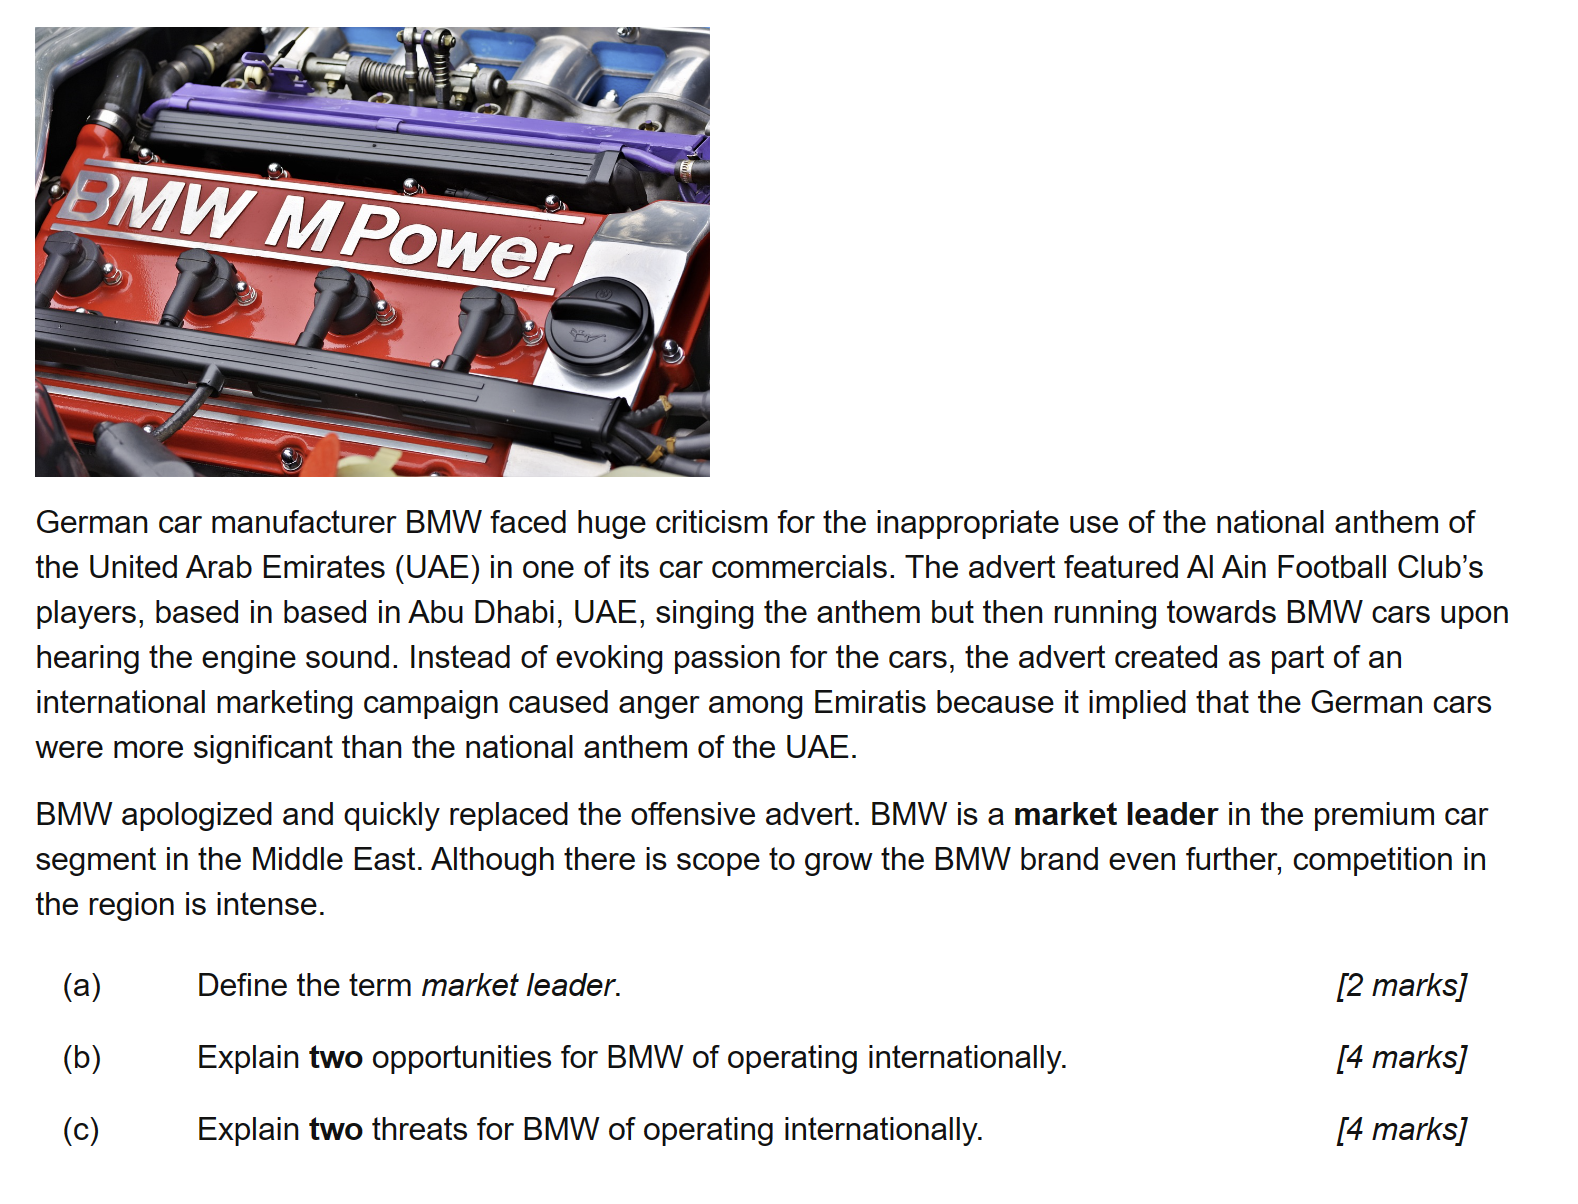 BMW M Power
German car manufacturer BMW faced huge criticism for the inappropriate use of the national anthem of
the United Arab Emirates (UAE) in one of its car commercials. The advert featured Al Ain Football Club’s
players, based in based in Abu Dhabi, UAE, singing the anthem but then running towards BMW cars upon
hearing the engine sound. Instead of evoking passion for the cars, the advert created as part of an
international marketing campaign caused anger among Emiratis because it implied that the German cars
were more significant than the national anthem of the UAE.
BMW apologized and quickly replaced the offensive advert. BMW is a market leader in the premium car
segment in the Middle East. Although there is scope to grow the BMW brand even further, competition in
the region is intense.
(a) Define the term market leader. [2 marks]
(b) Explain two opportunities for BMW of operating internationally. [4 marks]
(c) Explain two threats for BMW of operating internationally. [4 marks]